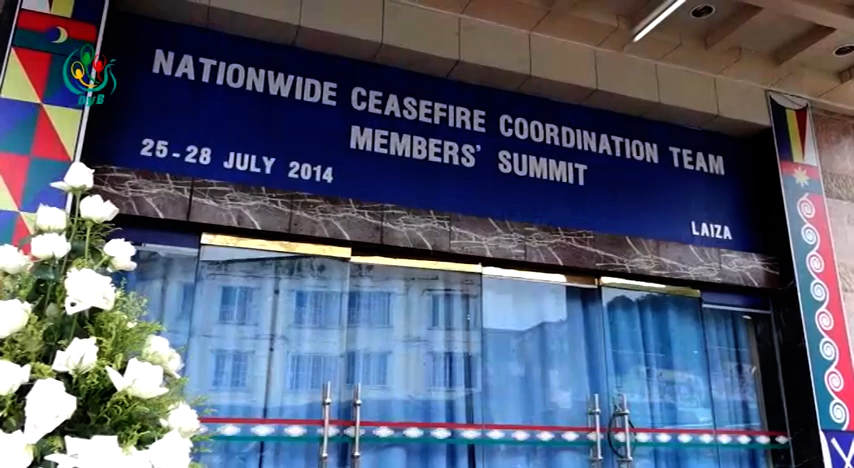 DVB
NATIONWIDE CEASEFIRE COORDINATION TEAM
MEMBERS' SUMMIT
25-28 JULY 2014
LAIZA